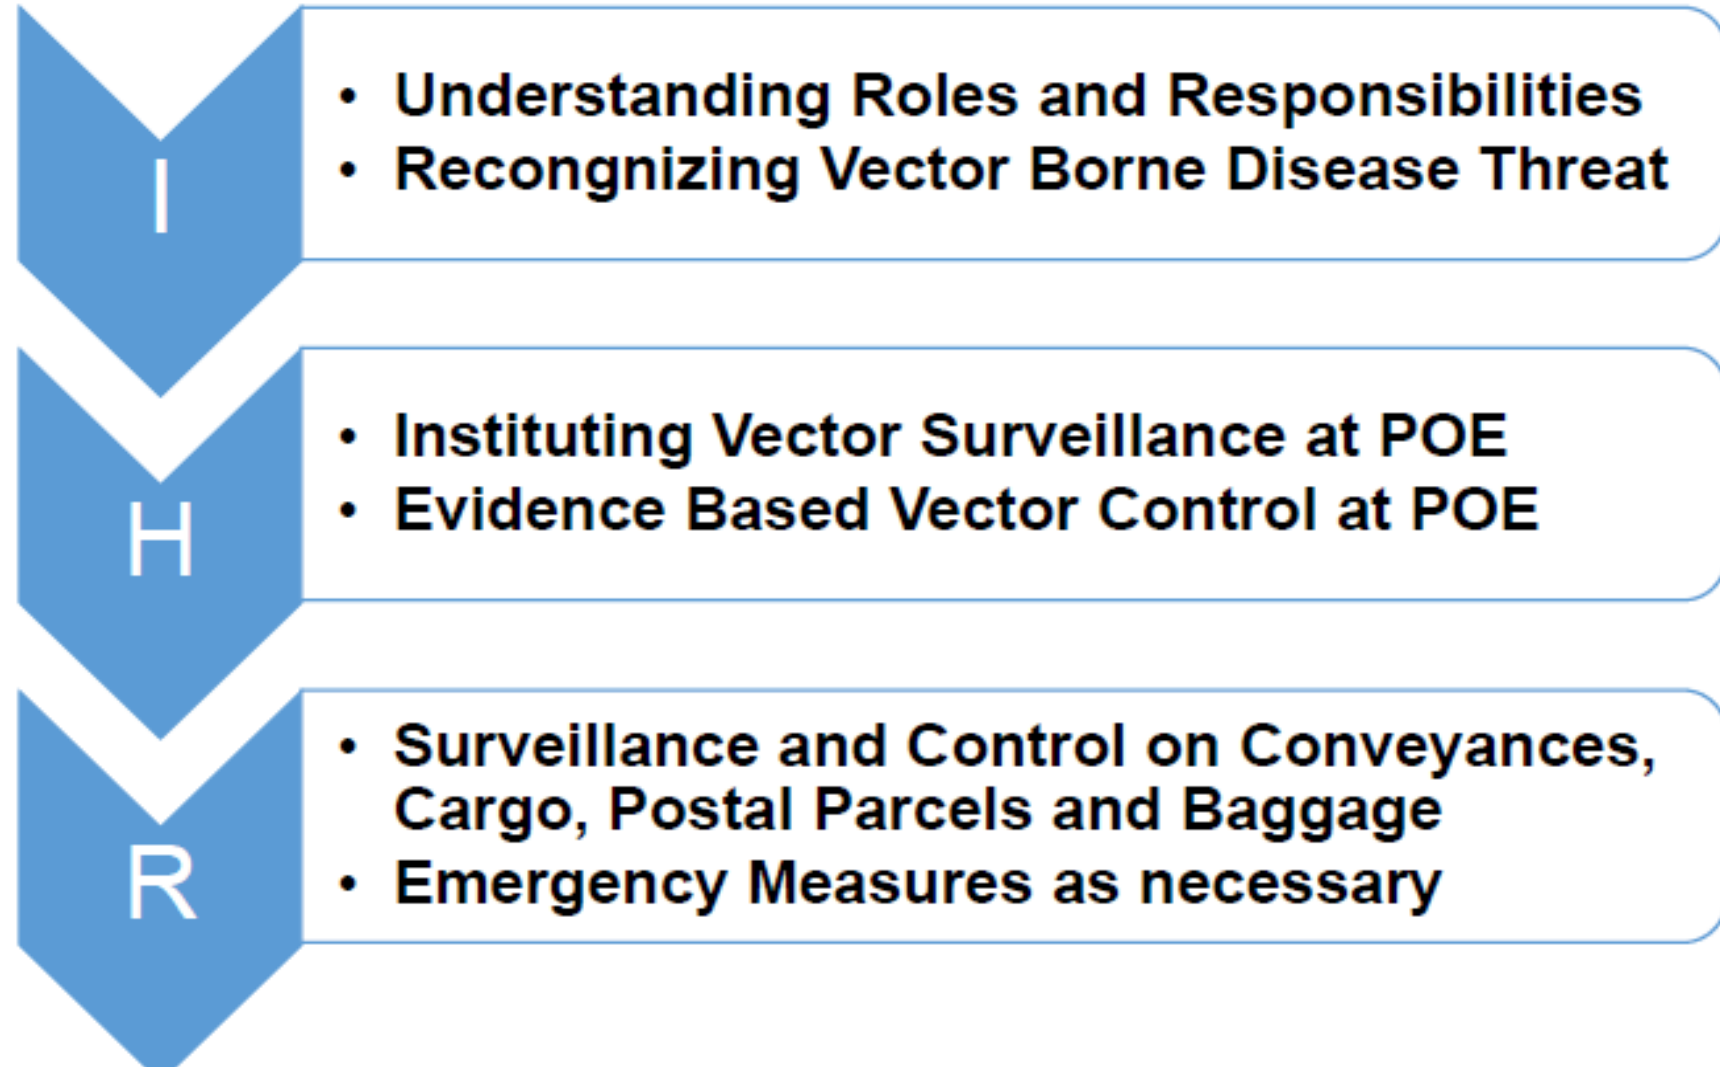 I
• Understanding Roles and Responsibilities
• Recongnizing Vector Borne Disease Threat
H
• Instituting Vector Surveillance at POE
• Evidence Based Vector Control at POE
R
• Surveillance and Control on Conveyances,
Cargo, Postal Parcels and Baggage
• Emergency Measures as necessary